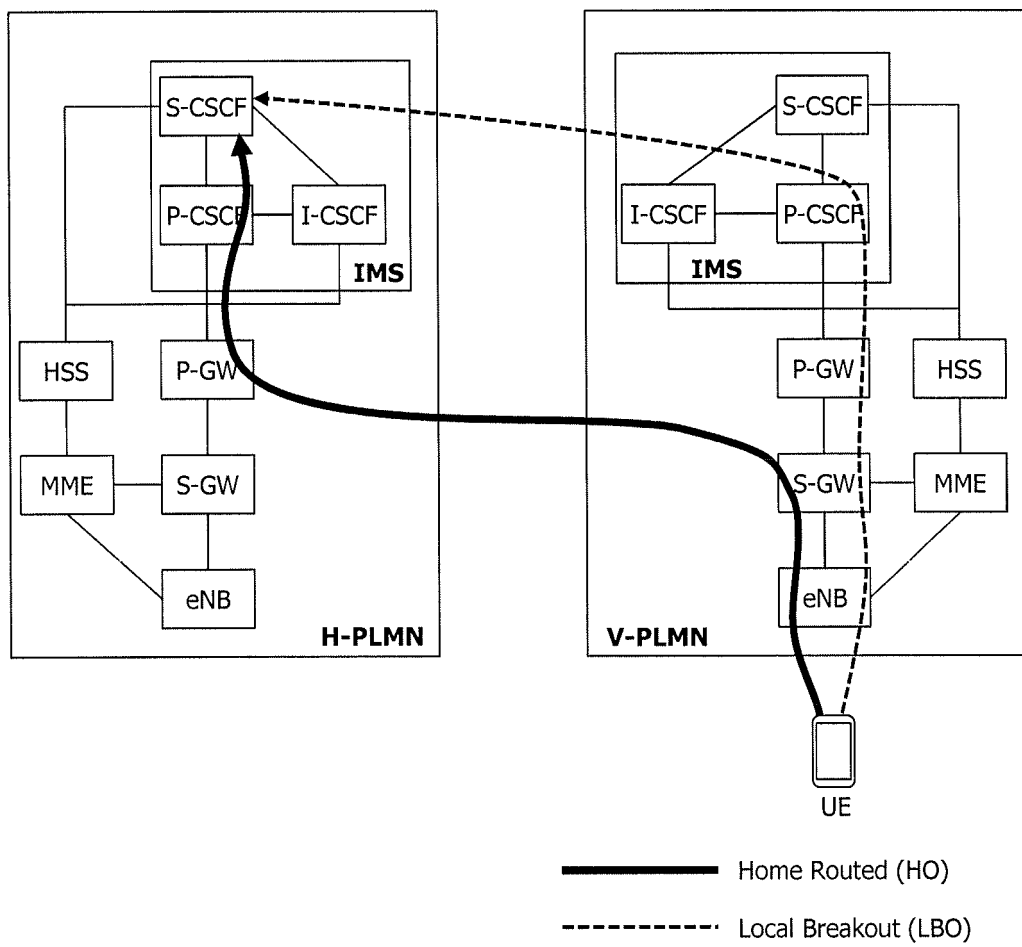 S-CSCF
P-CSCF
I-CSCF
IMS
HSS
P-GW
MME
S-GW
eNB
H-PLMN
S-CSCF
I-CSCF
P-CSCF
IMS
P-GW
HSS
S-GW
MME
eNB
V-PLMN
UE
Home Routed (HO)
Local Breakout (LBO)